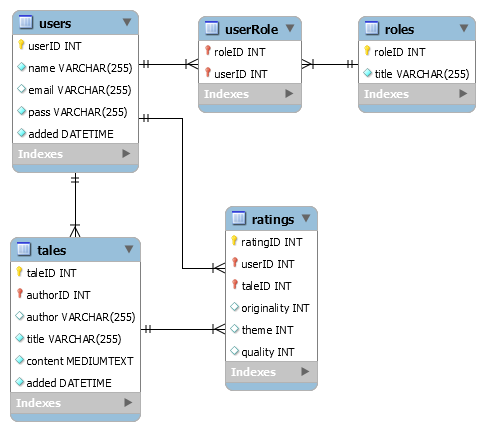 users
userID INT
name VARCHAR(255)
email VARCHAR(255)
pass VARCHAR(255)
added DATETIME
Indexes
userRole
roleID INT
userID INT
Indexes
roles
roleID INT
title VARCHAR(255)
Indexes
tales
taleID INT
authorID INT
author VARCHAR(255)
title VARCHAR(255)
content MEDIUMTEXT
added DATETIME
Indexes
ratings
ratingID INT
userID INT
taleID INT
originality INT
theme INT
quality INT
Indexes